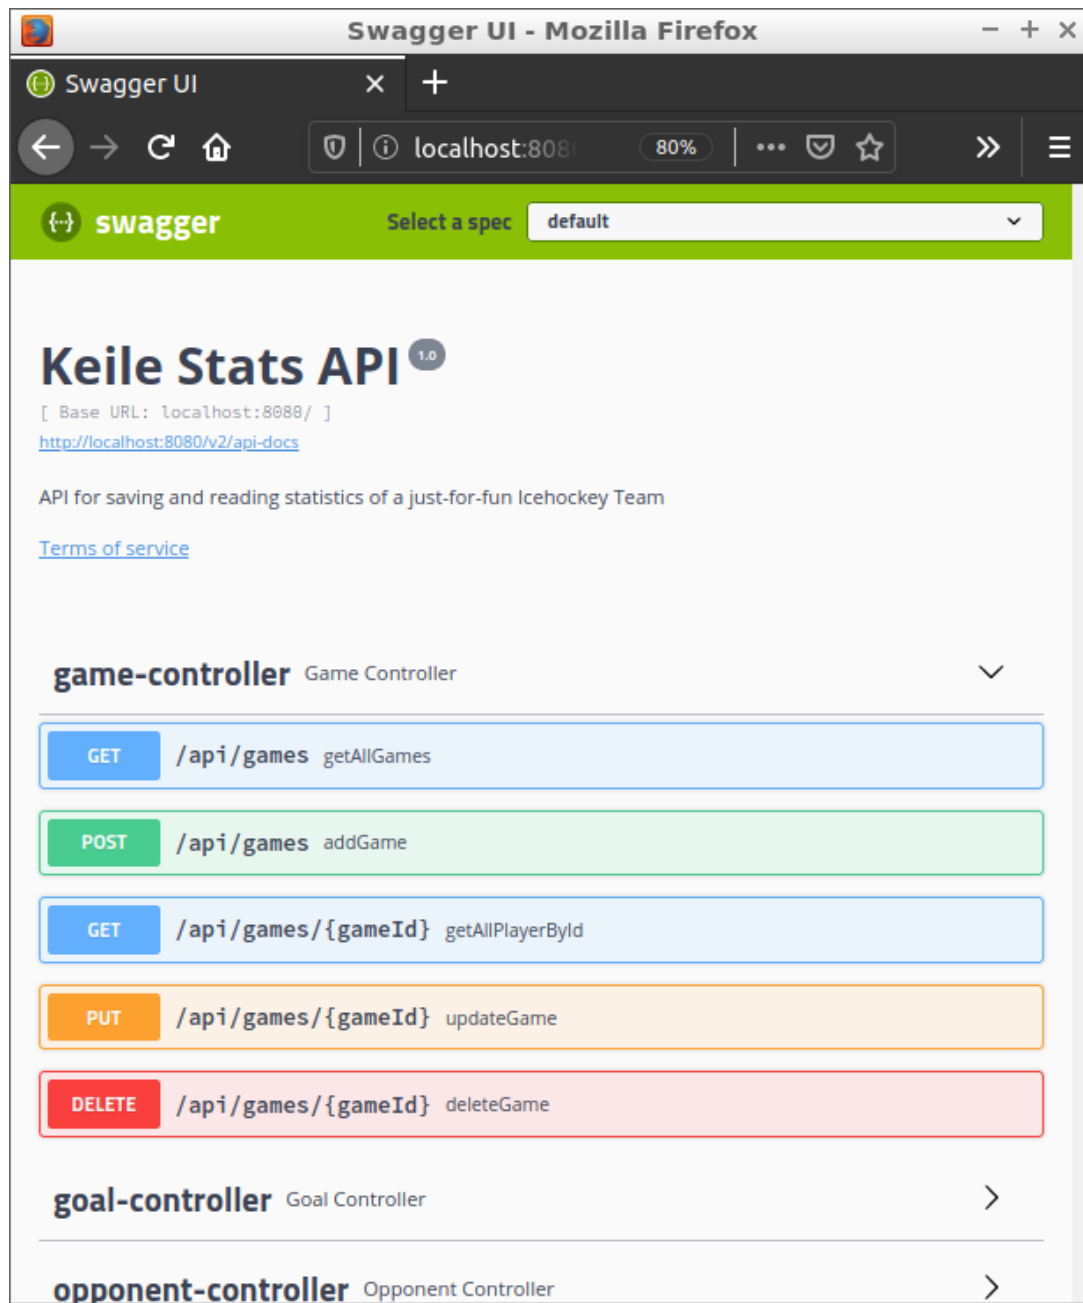 Swagger UI - Mozilla Firefox
Swagger UI
localhost:808 80%
swagger Select a spec default
Keile Stats API 1.0
[ Base URL: localhost:8080/ ]
http://localhost:8080/v2/api-docs
API for saving and reading statistics of a just-for-fun Icehockey Team
Terms of service
game-controller Game Controller
GET /api/games getAllGames
POST /api/games addGame
GET /api/games/{gameId} getAllPlayerById
PUT /api/games/{gameId} updateGame
DELETE /api/games/{gameId} deleteGame
goal-controller Goal Controller
opponent-controller Opponent Controller